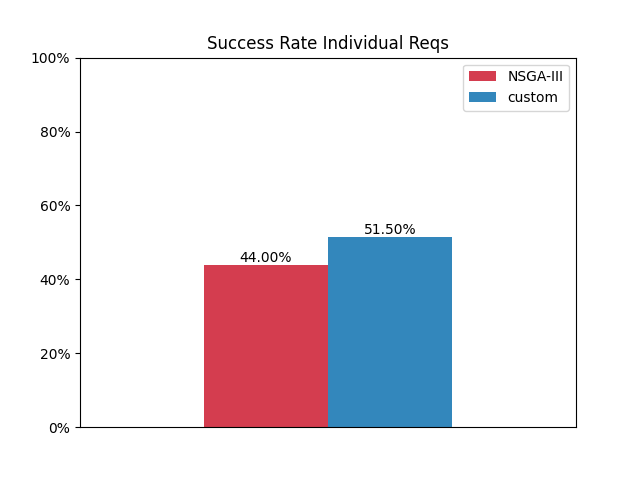 Success Rate Individual Reqs
100%
80%
60%
40%
20%
0%
NSGA-III
custom
44.00%
51.50%